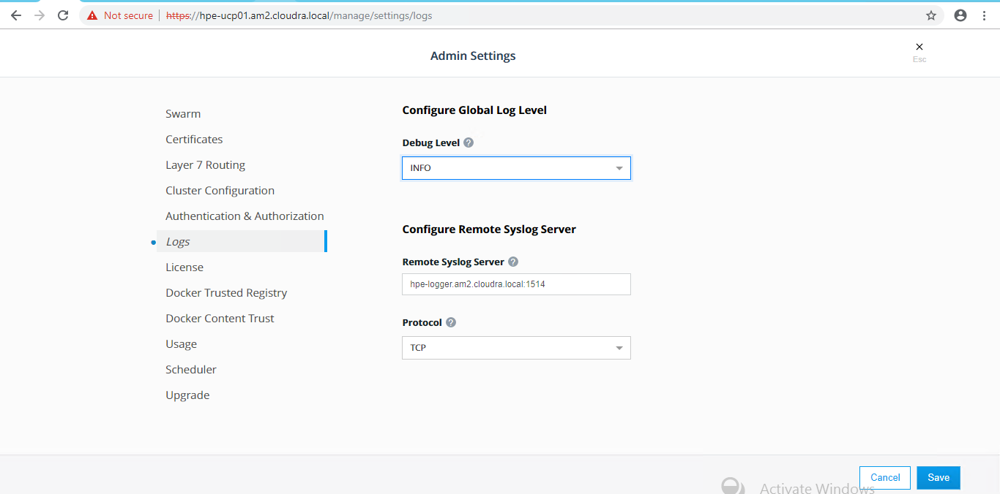 Not secure | https://hpe-ucp01.am2.cloudra.local/manage/settings/logs
Admin Settings
Esc
Swarm
Certificates
Layer 7 Routing
Cluster Configuration
Authentication & Authorization
Logs
License
Docker Trusted Registry
Docker Content Trust
Usage
Scheduler
Upgrade
Configure Global Log Level
Debug Level ?
INFO
Configure Remote Syslog Server
Remote Syslog Server ?
hpe-logger.am2.cloudra.local:1514
Protocol ?
TCP
Cancel
Save
Activate Windows